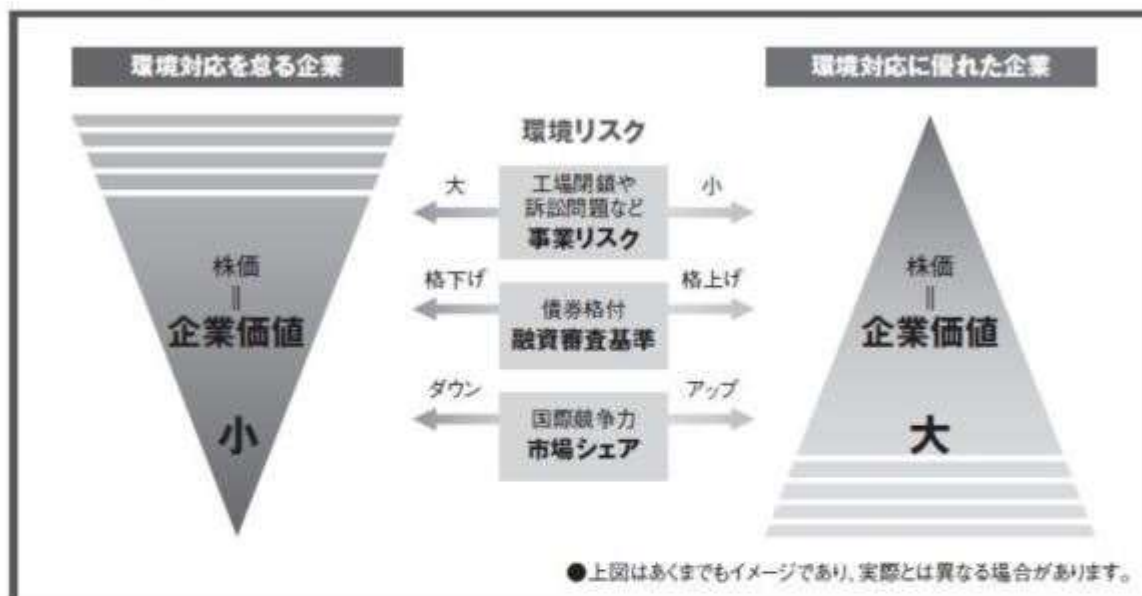 環境対応を怠る企業
環境対応に優れた企業
環境リスク
大
工場閉鎖や
訴訟問題など
事業リスク
小
格下げ
債券格付
融資審査基準
格上げ
ダウン
国際競争力
市場シェア
アップ
株価
||
企業価値
小
株価
||
企業価値
大
●上図はあくまでもイメージであり、実際とは異なる場合があります。